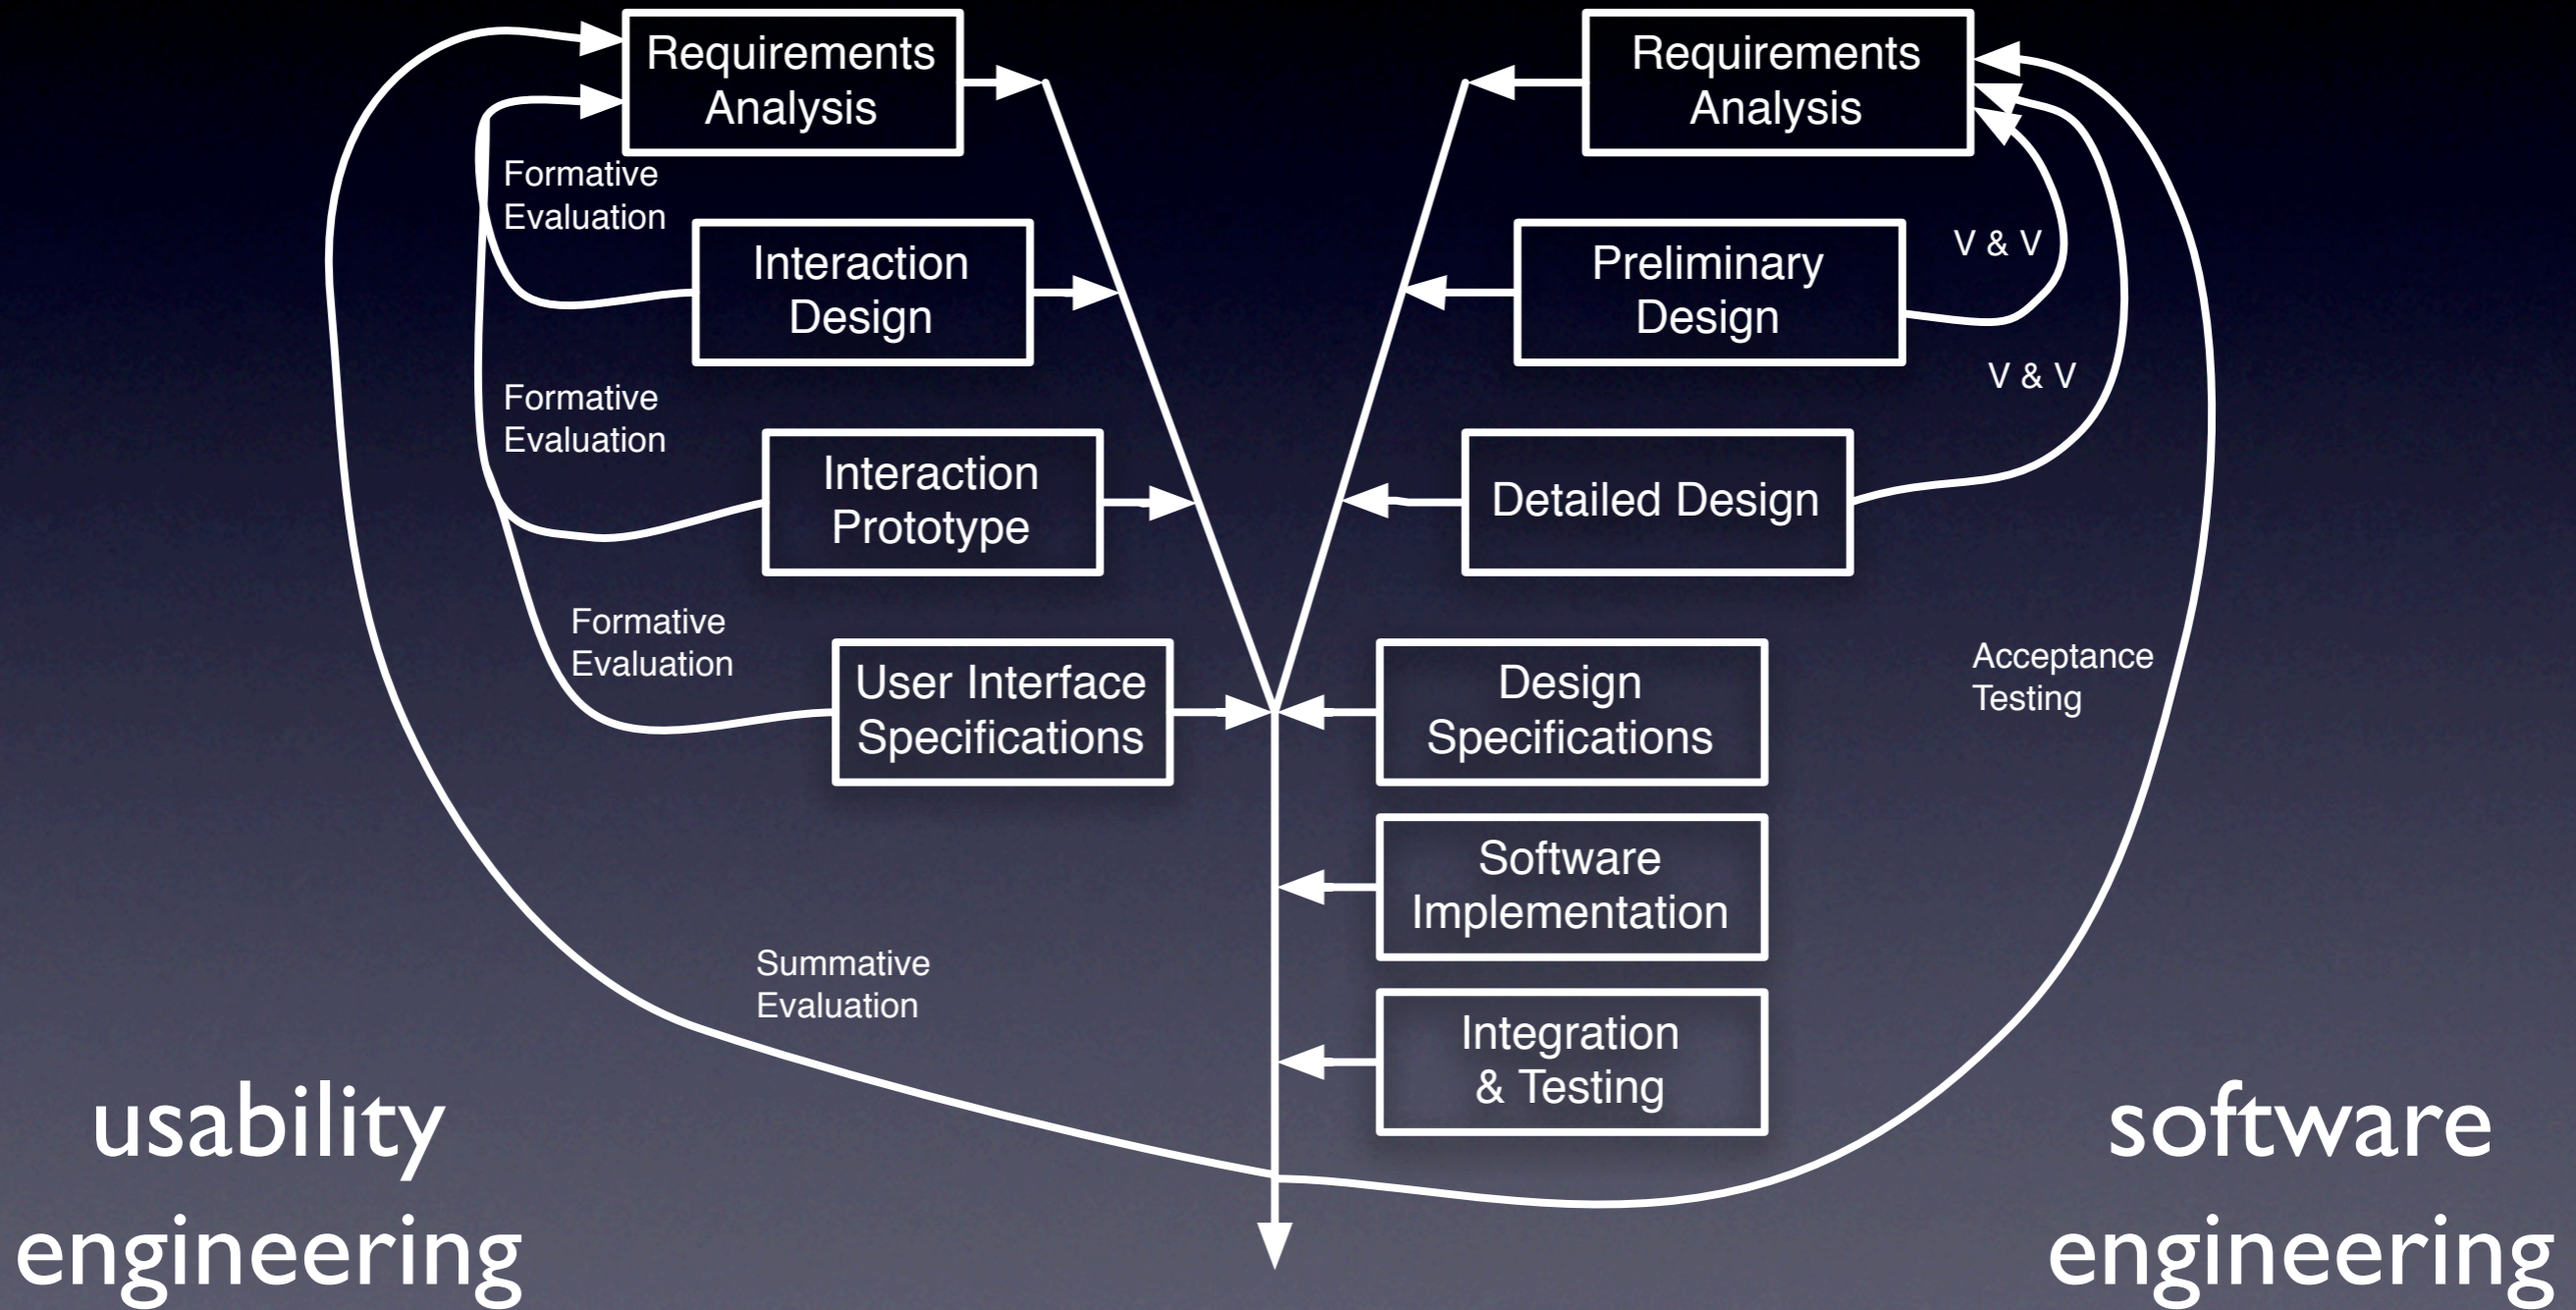 Requirements
Analysis
Requirements
Analysis
Formative
Evaluation
Interaction
Design
Preliminary
Design
V & V
Formative
Evaluation
V & V
Interaction
Prototype
Detailed Design
Formative
Evaluation
User Interface
Specifications
Design
Specifications
Acceptance
Testing
Software
Implementation
Summative
Evaluation
Integration
& Testing
usability
engineering
software
engineering